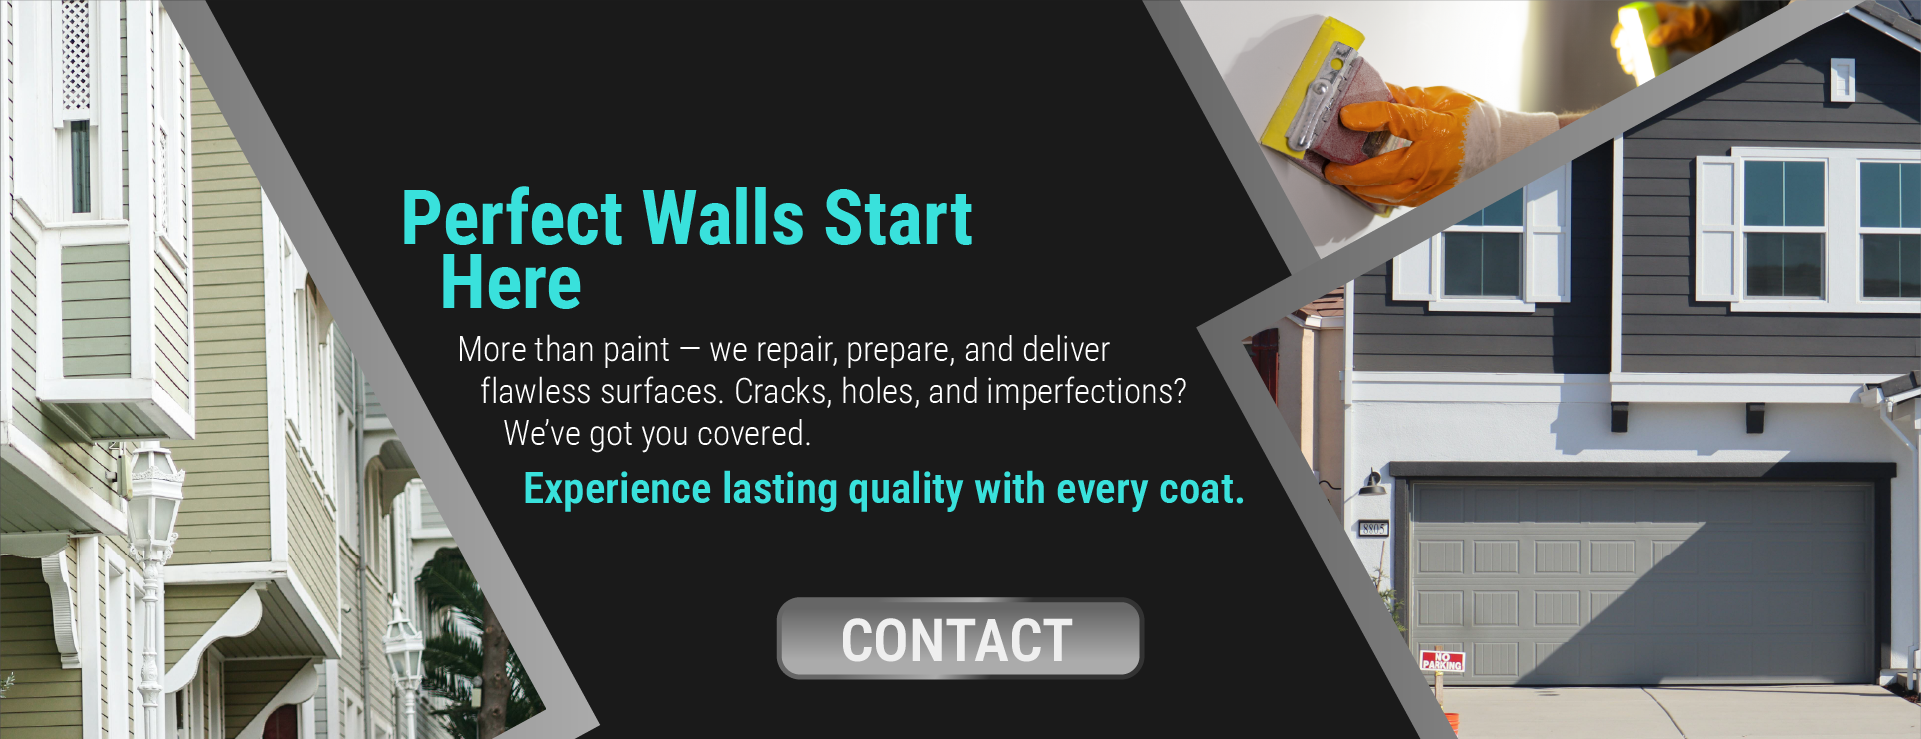 Perfect Walls Start
Here
More than paint — we repair, prepare, and deliver
flawless surfaces. Cracks, holes, and imperfections?
We’ve got you covered.
Experience lasting quality with every coat.
CONTACT
8805
NO
PARKING